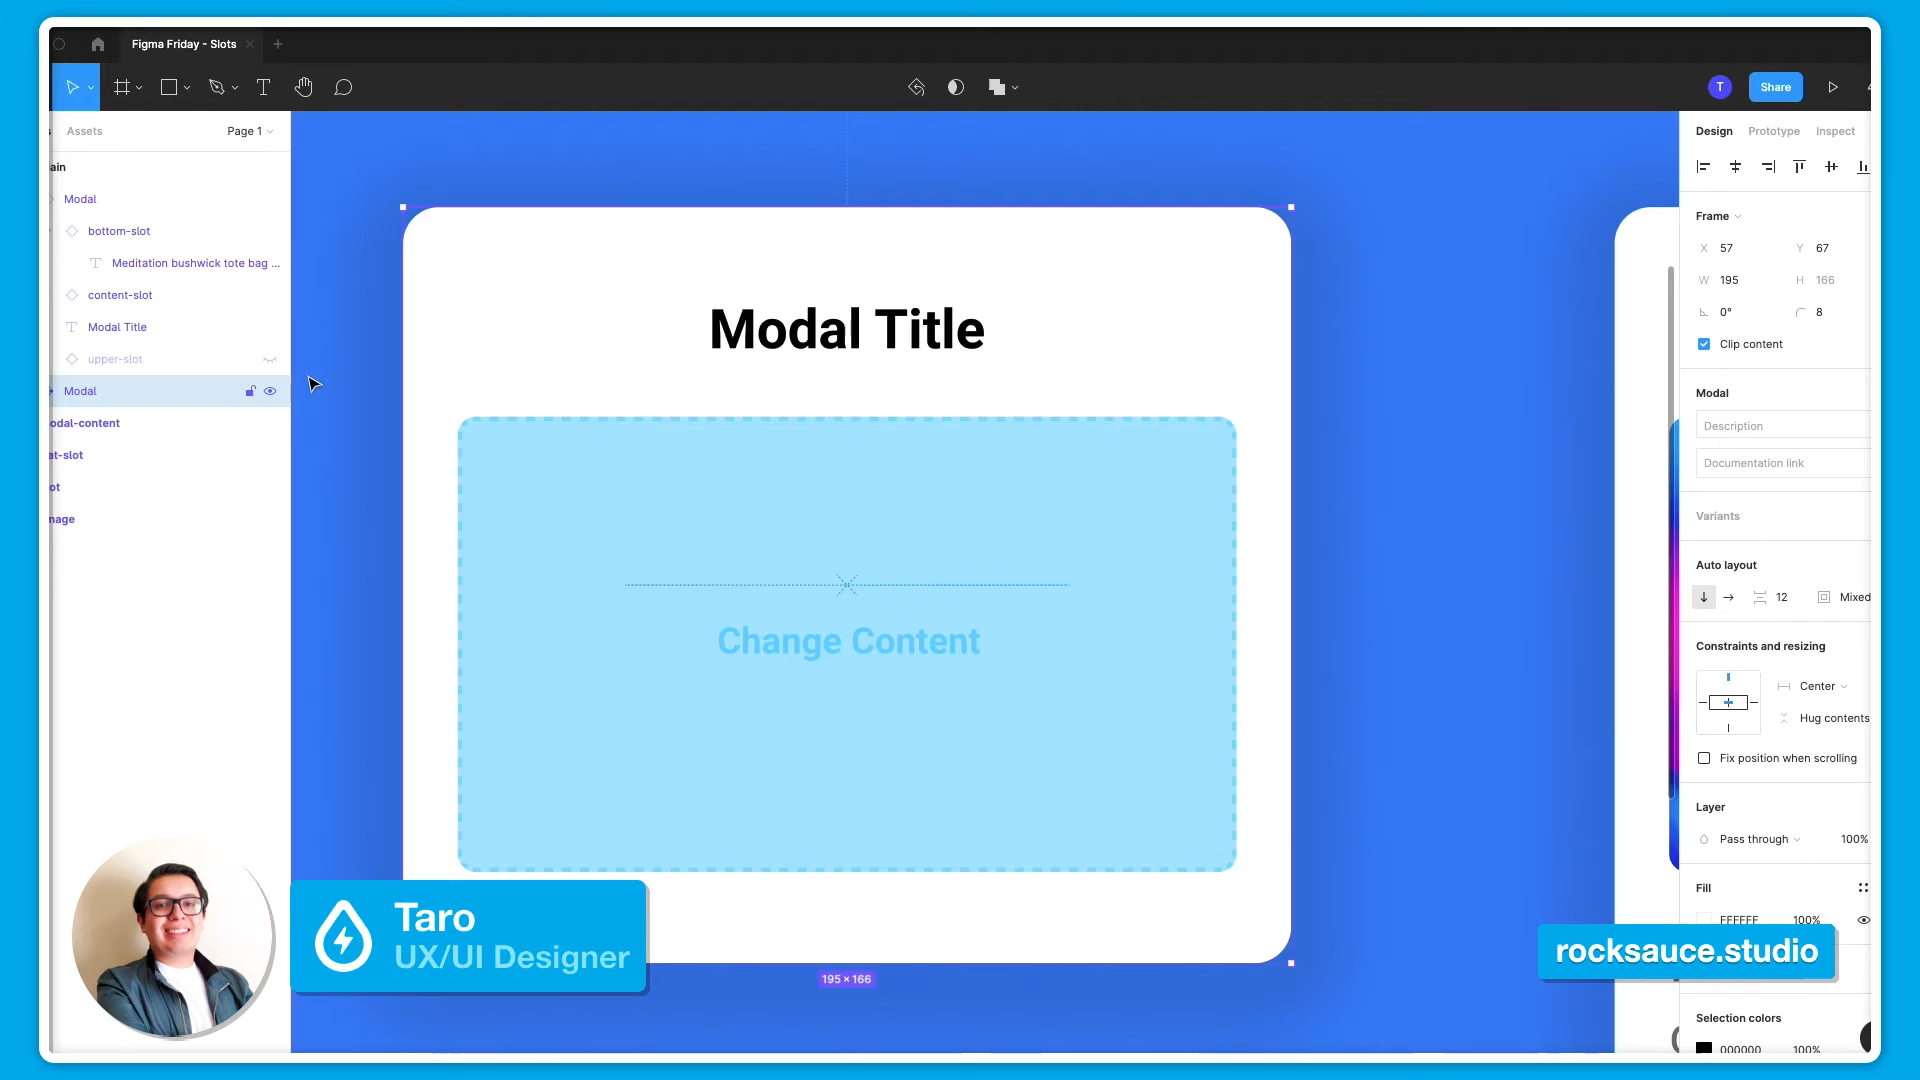 Figma Friday - Slots
T
Share
s
Assets
Page 1
ain
Modal
bottom-slot
Meditation bushwick tote bag ...
content-slot
Modal Title
upper-slot
Modal
odal-content
at-slot
ot
mage
Modal Title
Change Content
195 × 166
Taro
UX/UI Designer
rocksauce.studio
Design
Prototype
Inspect
Frame
X 57
Y 67
W 195
H 166
0°
8
Clip content
Modal
Description
Documentation link
Variants
Auto layout
12
Mixed
Constraints and resizing
Center
Hug contents
Fix position when scrolling
Layer
Pass through
100%
Fill
FFFFFF 100%
Selection colors
000000 100%